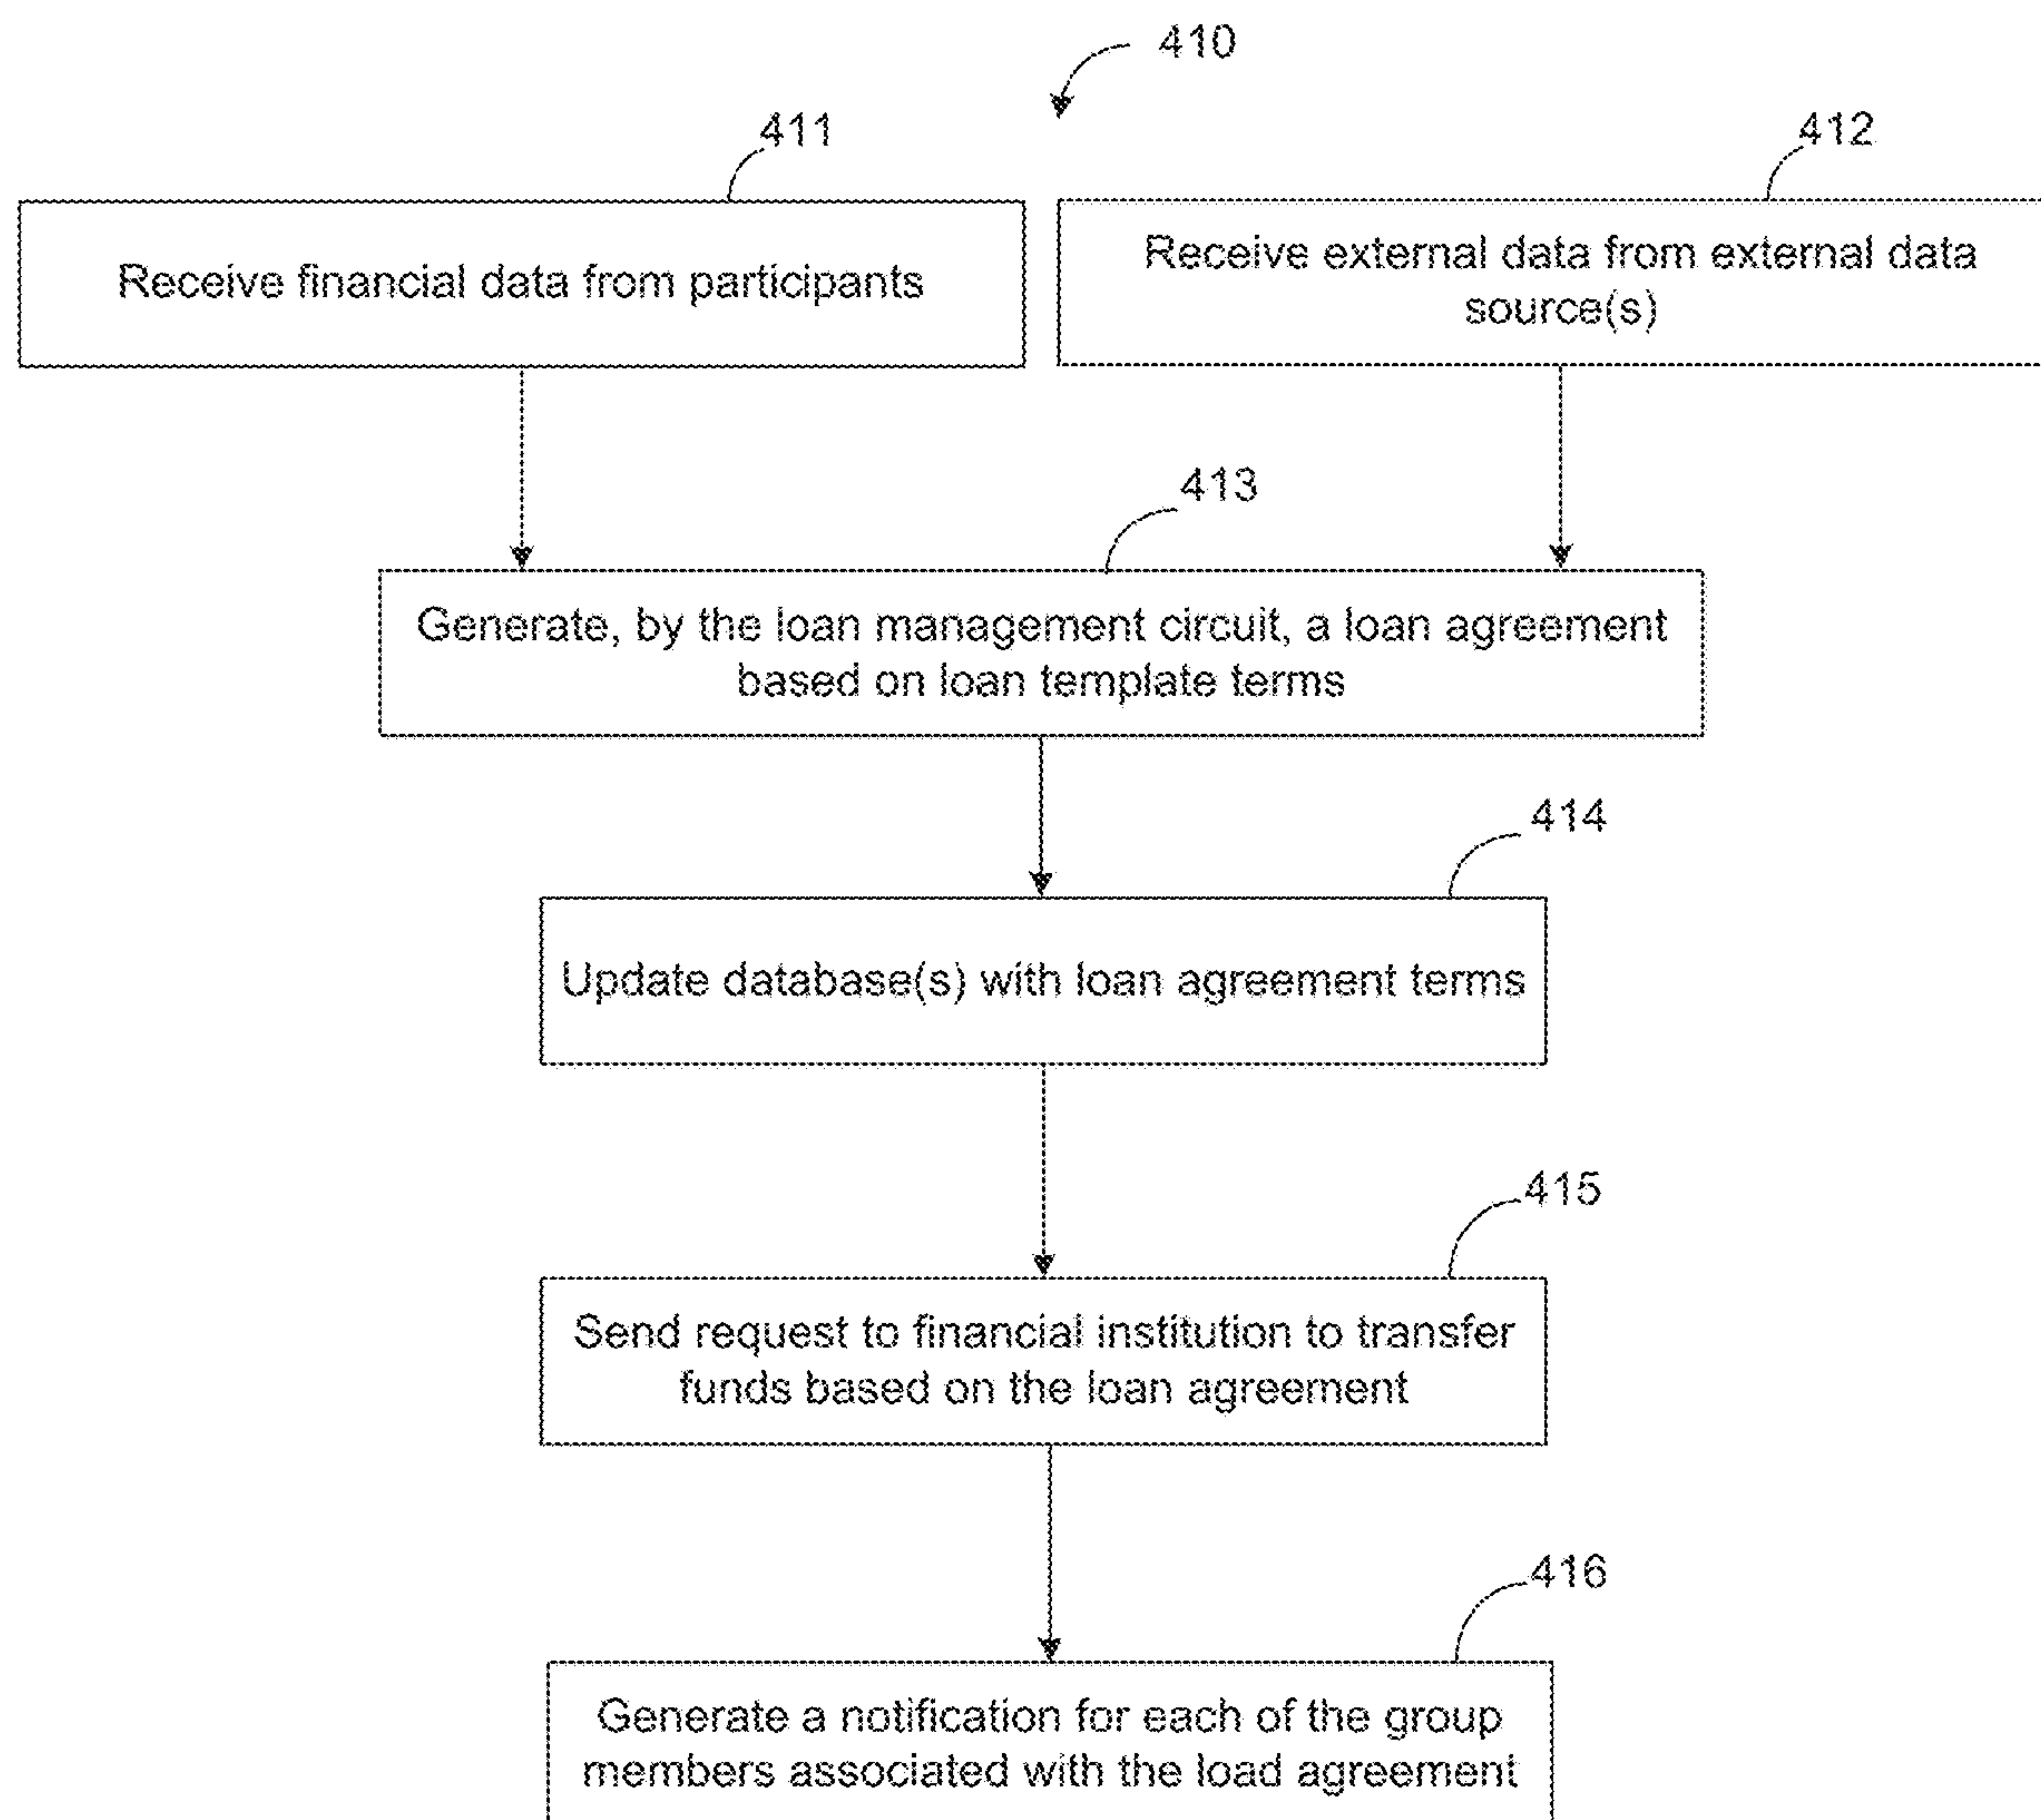 410
411
412
Receive financial data from participants
Receive external data from external data
source(s)
413
Generate, by the loan management circuit, a loan agreement
based on loan template terms
414
Update database(s) with loan agreement terms
415
Send request to financial institution to transfer
funds based on the loan agreement
416
Generate a notification for each of the group
members associated with the load agreement